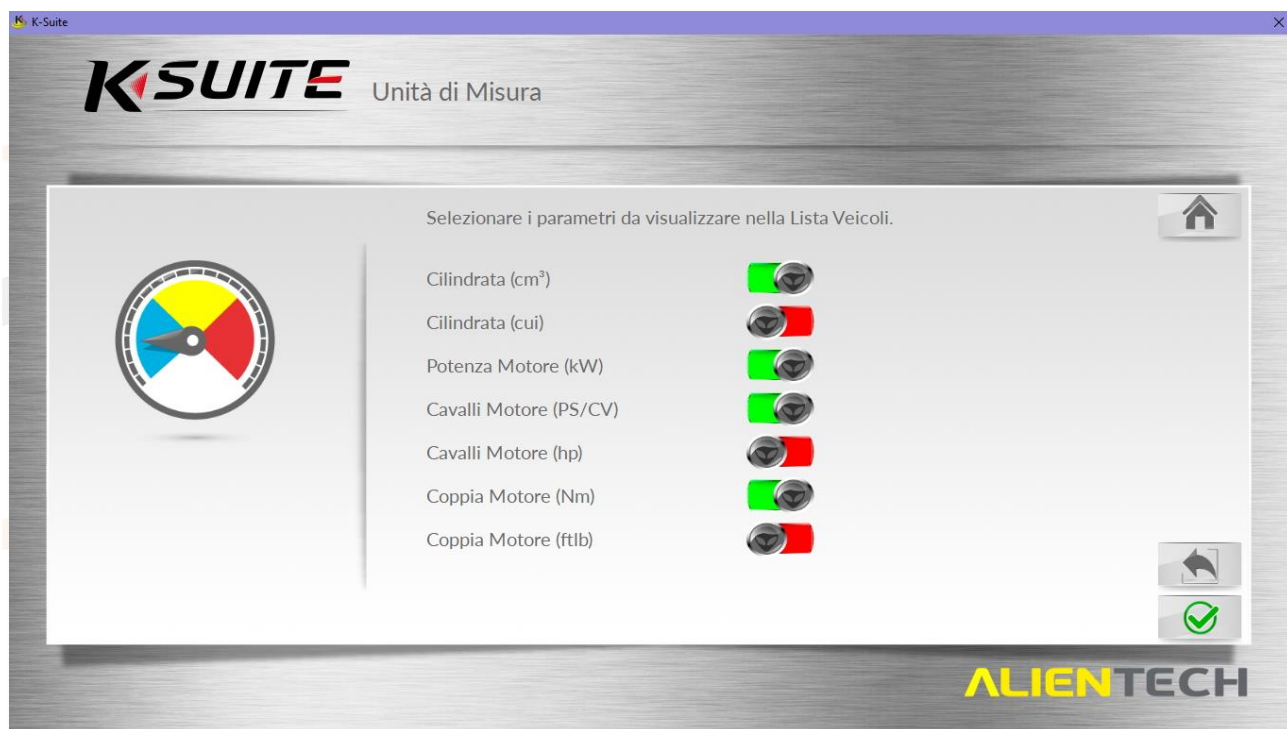 K-Suite
KSUITE Unità di Misura
Selezionare i parametri da visualizzare nella Lista Veicoli.
Cilindrata (cm³)
Cilindrata (cui)
Potenza Motore (kW)
Cavalli Motore (PS/CV)
Cavalli Motore (hp)
Coppia Motore (Nm)
Coppia Motore (ftlb)
ALIENTECH